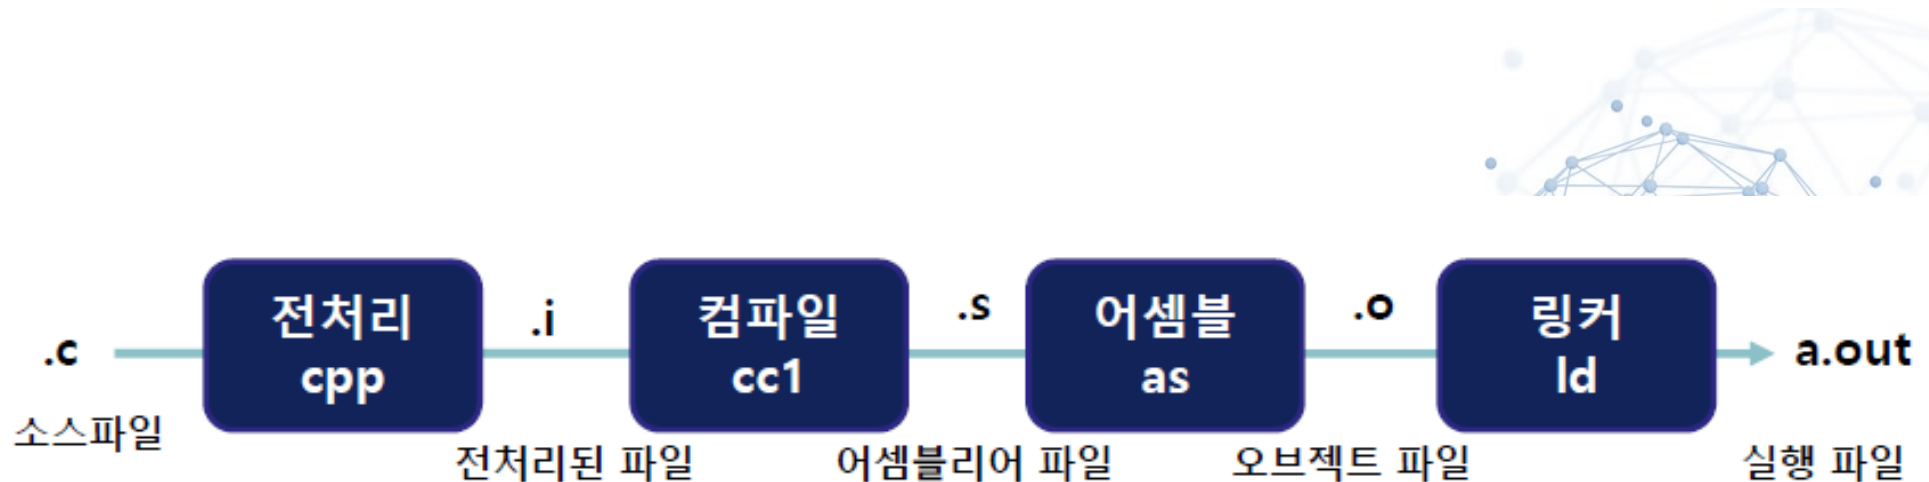 .c
소스파일
전처리
cpp
.i
전처리된 파일
컴파일
cc1
.s
어셈블리어 파일
어셈블
as
.o
오브젝트 파일
링커
ld
a.out
실행 파일